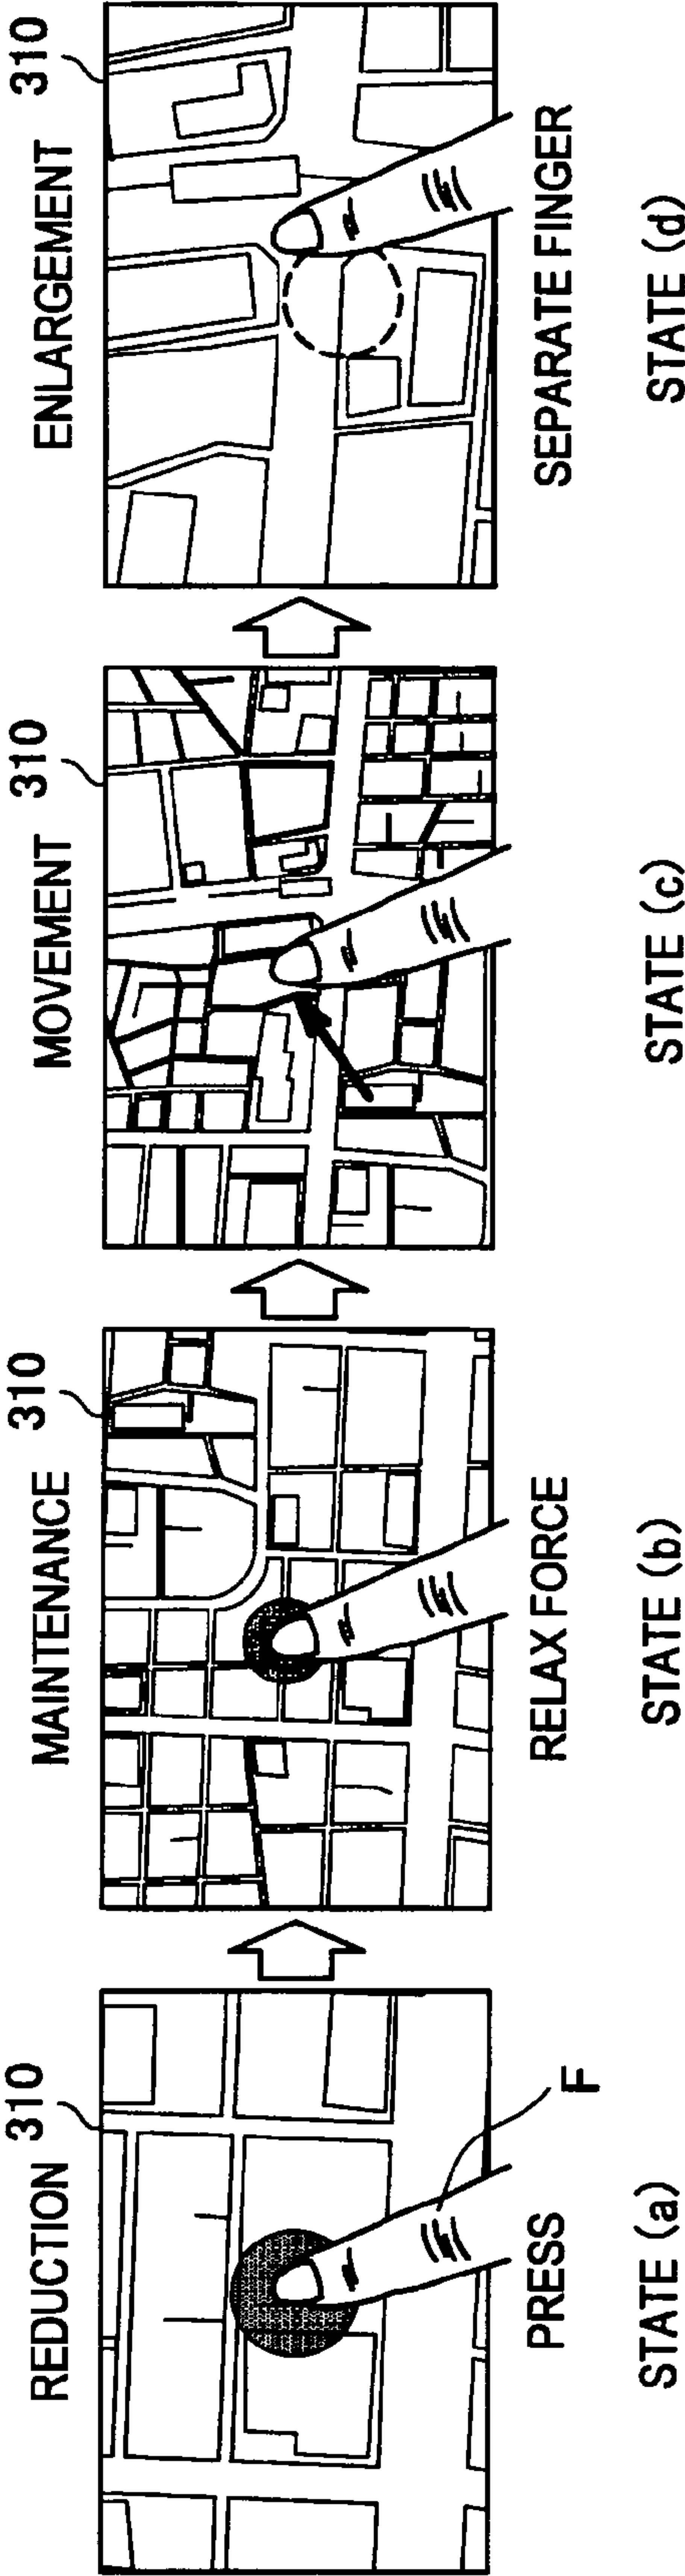 REDUCTION
310
PRESS
F
STATE (a)
MAINTENANCE
310
RELAX FORCE
STATE (b)
MOVEMENT
310
STATE (c)
ENLARGEMENT
310
SEPARATE FINGER
STATE (d)